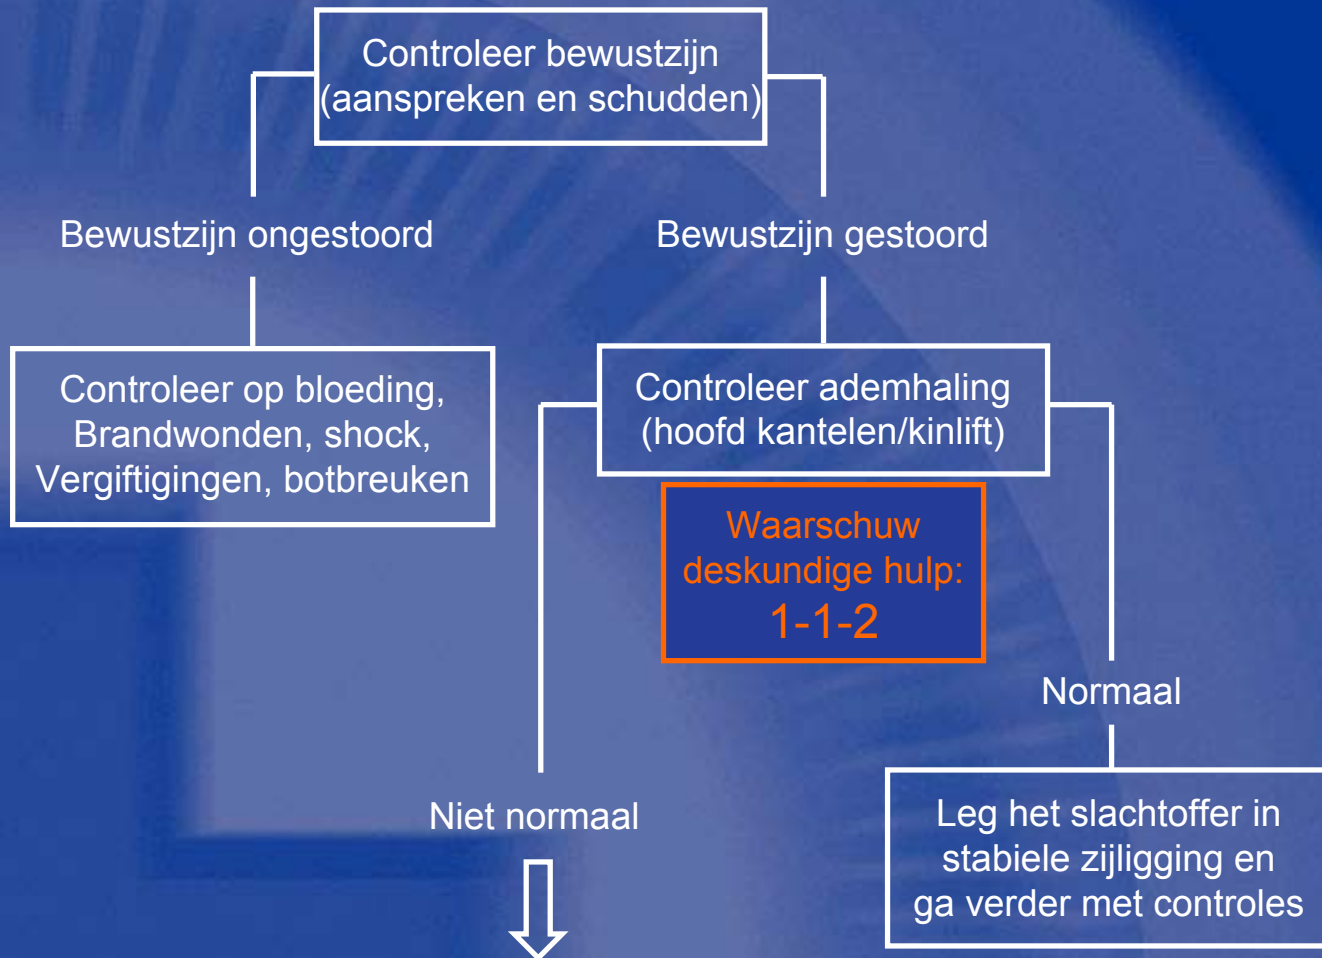 Controleer bewustzijn
(aanspreken en schudden)
Bewustzijn ongestoord
Bewustzijn gestoord
Controleer op bloeding,
Brandwonden, shock,
Vergiftigingen, botbreuken
Controleer ademhaling
(hoofd kantelen/kinlift)
Waarschuw
deskundige hulp:
1-1-2
Normaal
Niet normaal
Leg het slachtoffer in
stabiele zijligging en
ga verder met controles